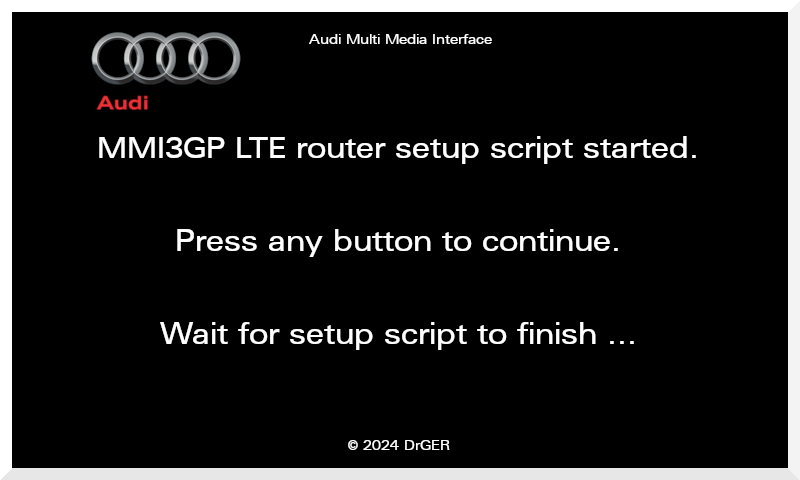 Audi Multi Media Interface
Audi
MMI3GP LTE router setup script started.
Press any button to continue.
Wait for setup script to finish ...
© 2024 DrGER